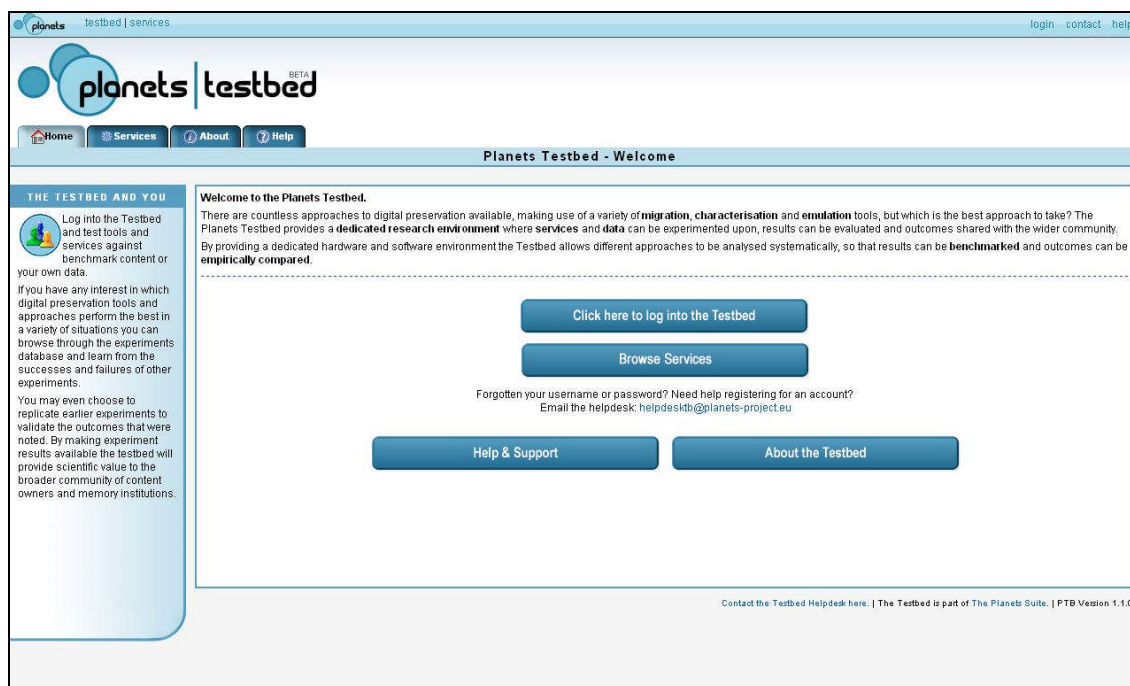 planets testbed | services login contact help
planets testbed BETA
Home Services About Help
Planets Testbed - Welcome
THE TESTBED AND YOU
Log into the Testbed
and test tools and
services against
benchmark content or
your own data.
If you have any interest in which
digital preservation tools and
approaches perform the best in
a variety of situations you can
browse through the experiments
database and learn from the
successes and failures of other
experiments.
You may even choose to
replicate earlier experiments to
validate the outcomes that were
noted. By making experiment
results available the testbed will
provide scientific value to the
broader community of content
owners and memory institutions.
Welcome to the Planets Testbed.
There are countless approaches to digital preservation available, making use of a variety of migration, characterisation and emulation tools, but which is the best approach to take? The
Planets Testbed provides a dedicated research environment where services and data can be experimented upon, results can be evaluated and outcomes shared with the wider community.
By providing a dedicated hardware and software environment the Testbed allows different approaches to be analysed systematically, so that results can be benchmarked and outcomes can be
empirically compared.
Click here to log into the Testbed
Browse Services
Forgotten your username or password? Need help registering for an account?
Email the helpdesk: helpdesktb@planets-project.eu
Help & Support About the Testbed
Contact the Testbed Helpdesk here. | The Testbed is part of The Planets Suite. | PTB Version 1.1.0